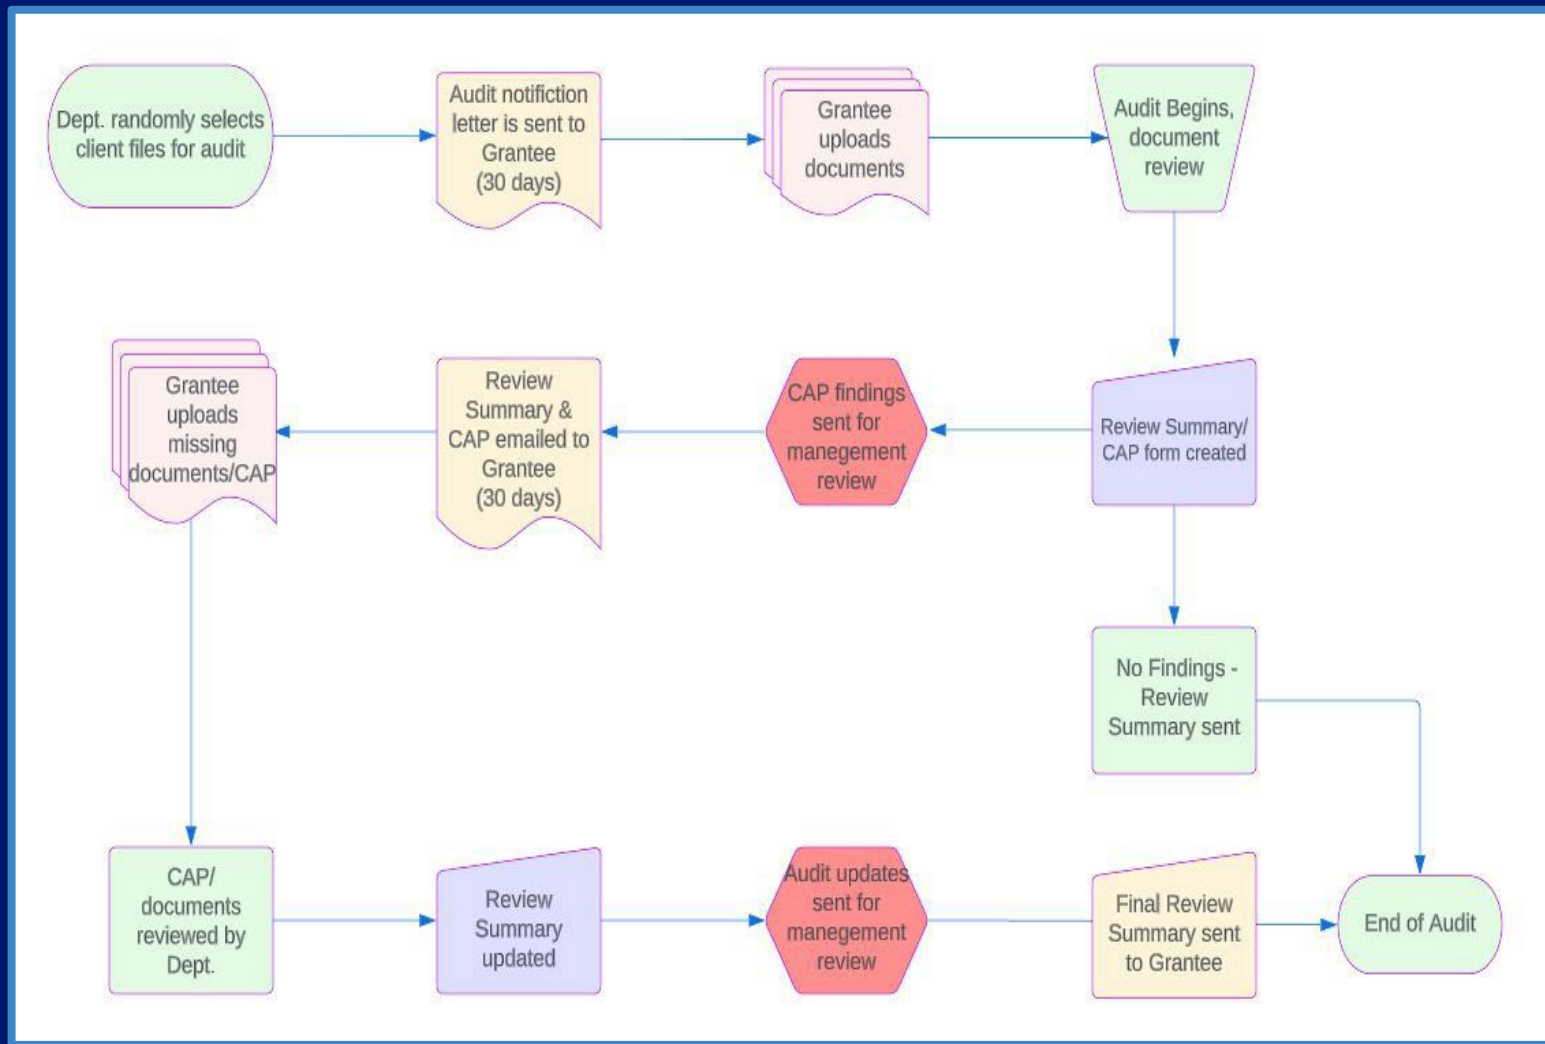 Dept. randomly selects
client files for audit
Audit notifiction
letter is sent to
Grantee
(30 days)
Grantee
uploads
documents
Audit Begins,
document
review
Grantee
uploads
missing
documents/CAP
Review
Summary &
CAP emailed to
Grantee
(30 days)
CAP findings
sent for
manegement
review
Review Summary/
CAP form created
No Findings -
Review
Summary sent
CAP/
documents
reviewed by
Dept.
Review
Summary
updated
Audit updates
sent for
manegement
review
Final Review
Summary sent
to Grantee
End of Audit